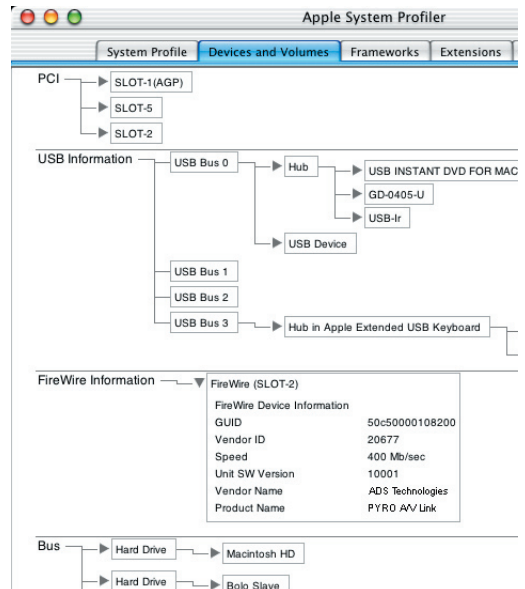 Apple System Profiler
System Profile Devices and Volumes Frameworks Extensions
PCI SLOT-1(AGP)
SLOT-5
SLOT-2
USB Information USB Bus 0 Hub USB INSTANT DVD FOR MAC
GD-0405-U
USB-Ir
USB Device
USB Bus 1
USB Bus 2
USB Bus 3 Hub in Apple Extended USB Keyboard
FireWire Information FireWire (SLOT-2)
FireWire Device Information
GUID 50c50000108200
Vendor ID 20677
Speed 400 Mb/sec
Unit SW Version 10001
Vendor Name ADS Technologies
Product Name PYRO A/V Link
Bus Hard Drive Macintosh HD
Hard Drive Bolo Slave